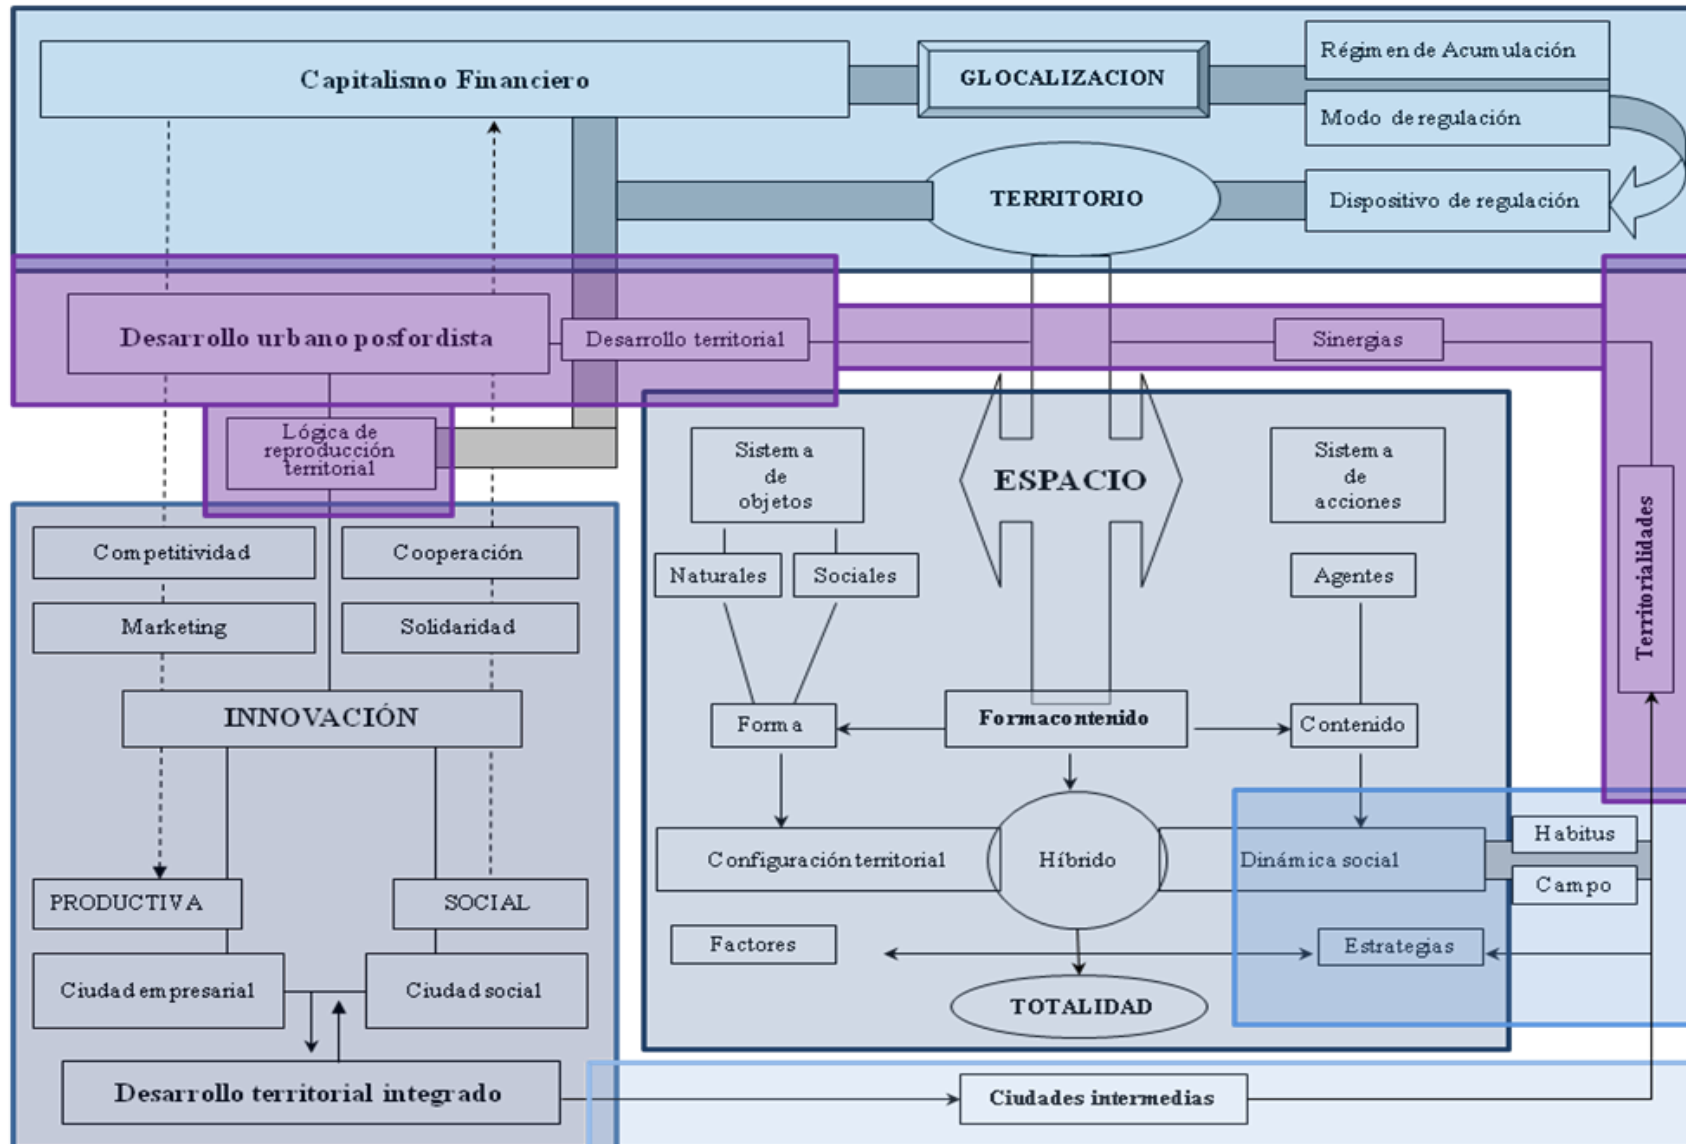 Capitalismo Financiero
GLOCALIZACION
Régimen de Acumulación
Modo de regulación
TERRITORIO
Dispositivo de regulación
Desarrollo urbano posfordista
Desarrollo territorial
Sinergias
Lógica de
reproducción
territorial
Sistema
de
objetos
ESPACIO
Sistema
de
acciones
Territorialidades
Competitividad
Cooperación
Naturales
Sociales
Agentes
Marketing
Solidaridad
INNOVACIÓN
Forma
Formacontenido
Contenido
Configuración territorial
Híbrido
Dinámica social
Habitus
Campo
PRODUCTIVA
SOCIAL
Factores
Estrategias
Ciudad empresarial
Ciudad social
TOTALIDAD
Desarrollo territorial integrado
Ciudades intermedias